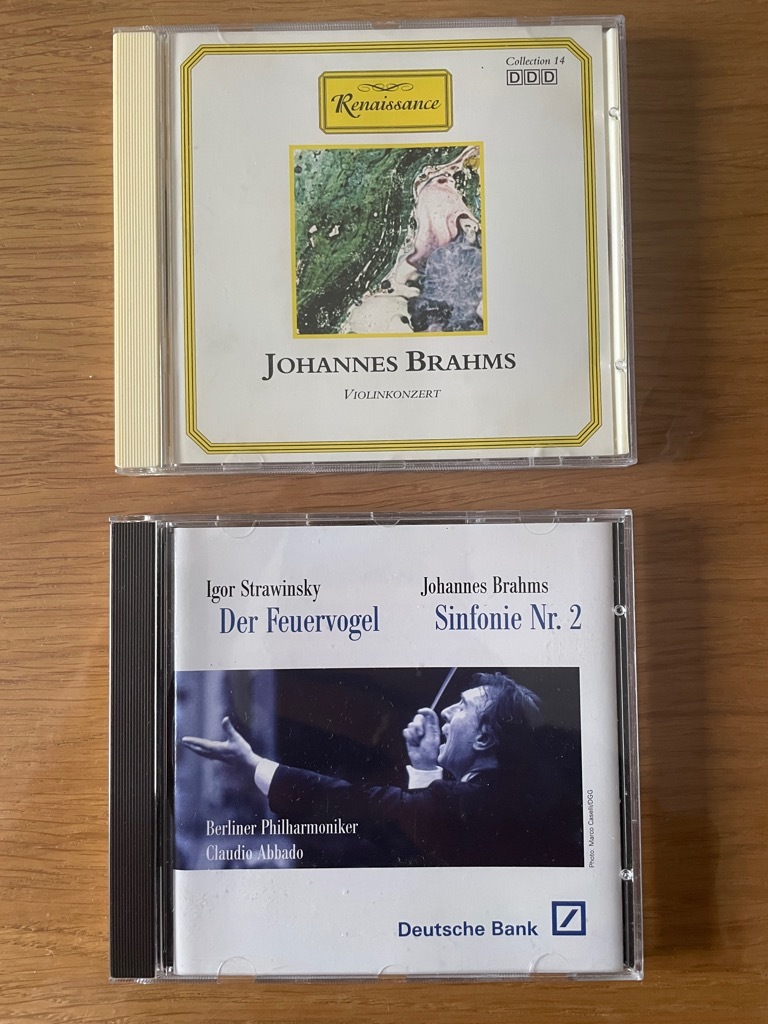 Collection 14
DDD
Renaissance
JOHANNES BRAHMS
VIOLINKONZERT
Igor Strawinsky
Der Feuervogel
Johannes Brahms
Sinfonie Nr. 2
Berliner Philharmoniker
Claudio Abbado
Photo: Marco Caselli/DGG
Deutsche Bank